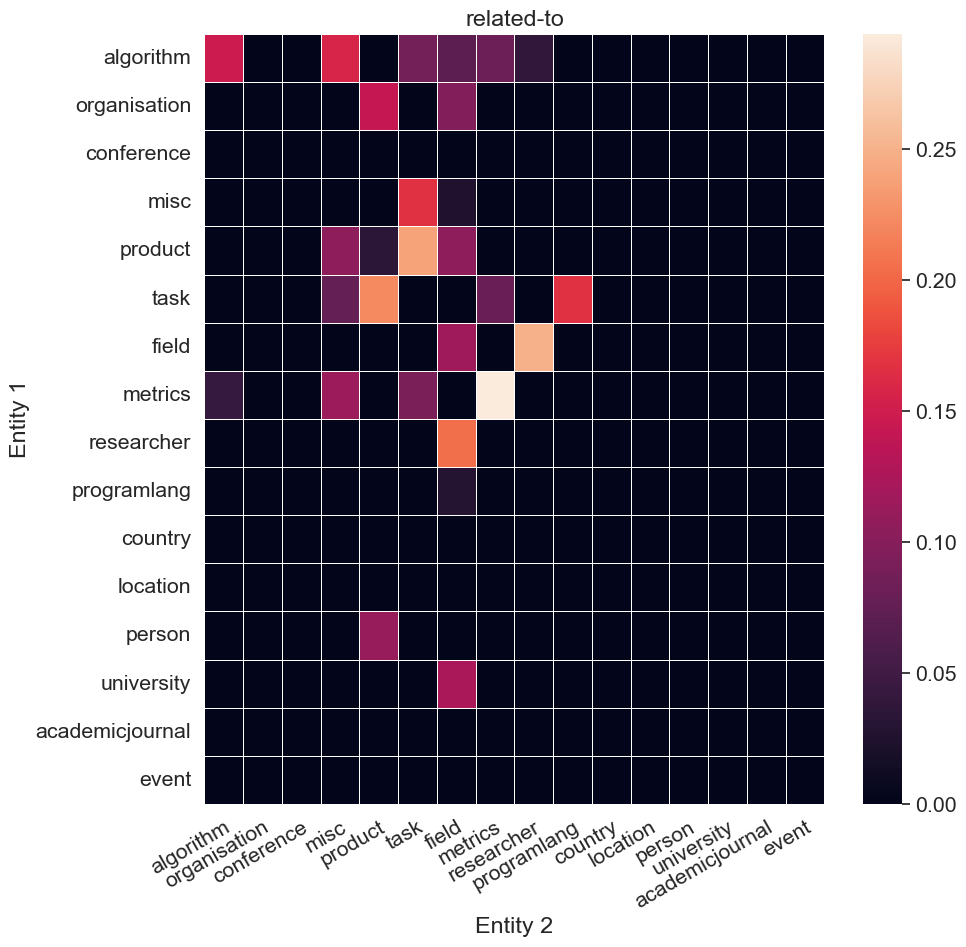 related-to
algorithm
organisation
conference
misc
product
task
field
metrics
researcher
programlang
country
location
person
university
academicjournal
event
Entity 1
algorithm
organisation
conference
misc
product
task
field
metrics
researcher
programlang
country
location
person
university
academicjournal
event
Entity 2
0.25
0.20
0.15
0.10
0.05
0.00